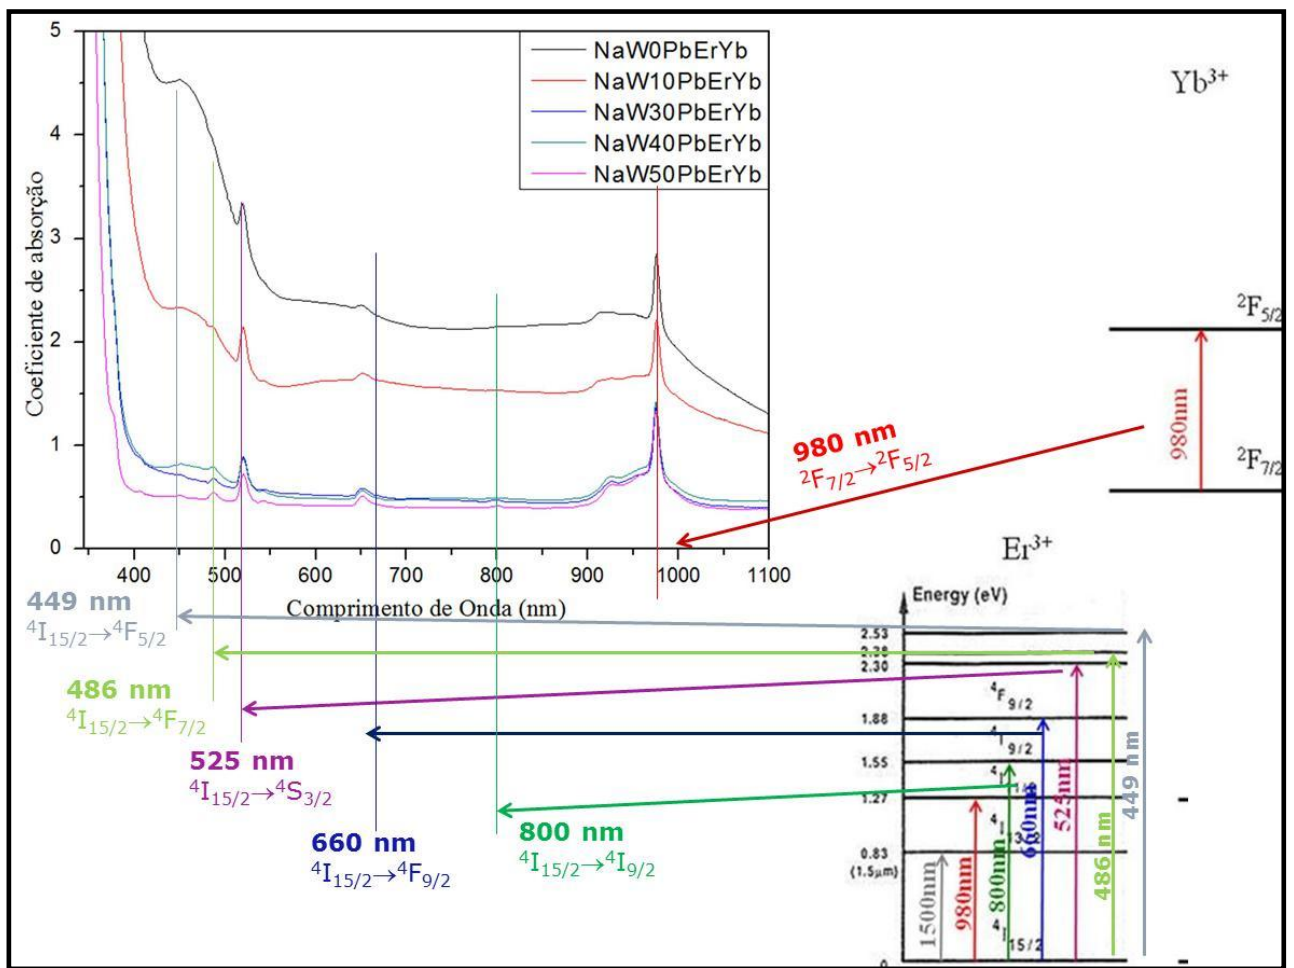 5
4
3
2
1
0
Coeficiente de absorção
NaW0PbErYb
NaW10PbErYb
NaW30PbErYb
NaW40PbErYb
NaW50PbErYb
400 500 600 700 800 900 1000 1100
Comprimento de Onda (nm)
Yb³⁺
²F₅/₂
980nm
²F₇/₂
980 nm
²F₇/₂→²F₅/₂
449 nm
⁴I₁₅/₂→⁴F₅/₂
486 nm
⁴I₁₅/₂→⁴F₇/₂
525 nm
⁴I₁₅/₂→⁴S₃/₂
660 nm
⁴I₁₅/₂→⁴F₉/₂
800 nm
⁴I₁₅/₂→⁴I₉/₂
Er³⁺
Energy (eV)
2.53
2.38
2.30
⁴F₉/₂
1.88
⁴I₉/₂
1.55
1.27
0.83
(1.5μm)
⁴I₁₅/₂
0
1500nm
980nm
800nm
660nm
525nm
486 nm
449 nm